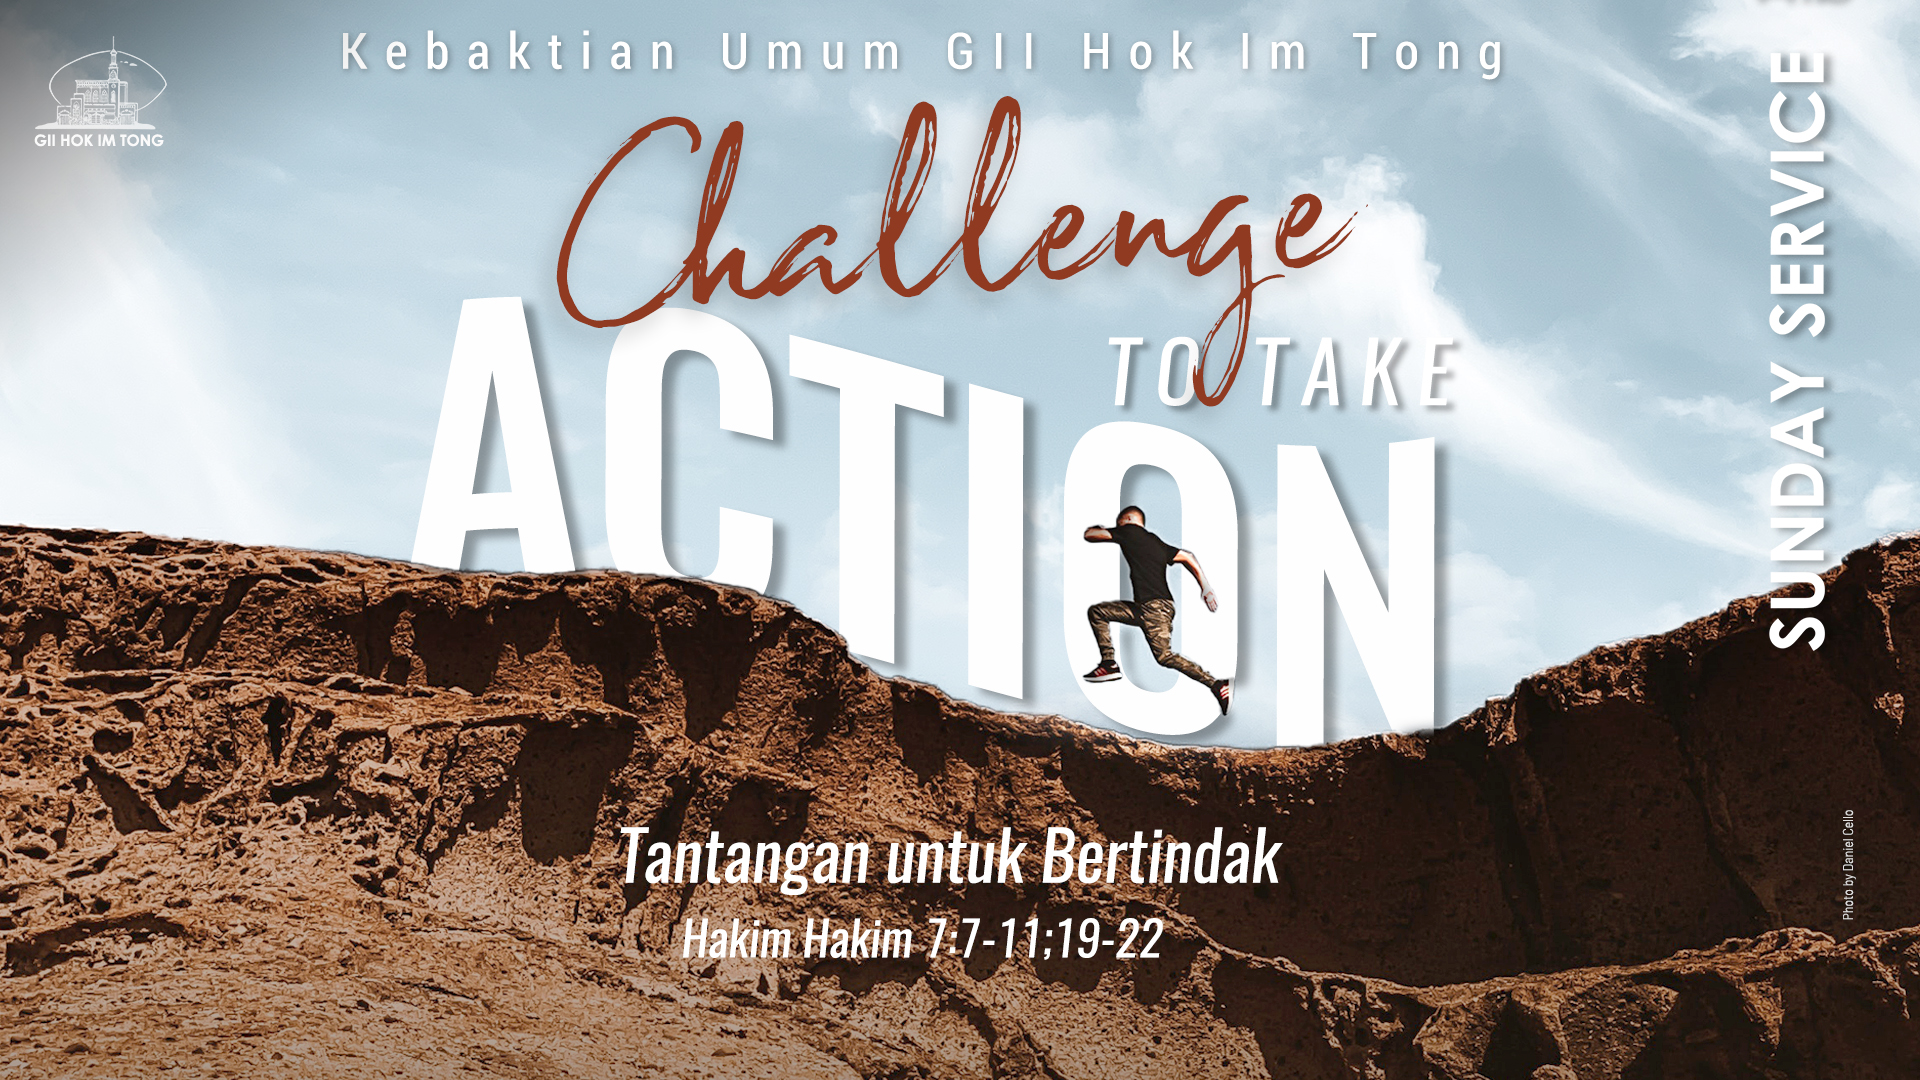 Kebaktian Umum GII Hok Im Tong
GII HOK IM TONG
Challenge
TO TAKE
ACTION
SUNDAY SERVICE
Tantangan untuk Bertindak
Hakim Hakim 7:7-11;19-22
Photo by Daniel Cello